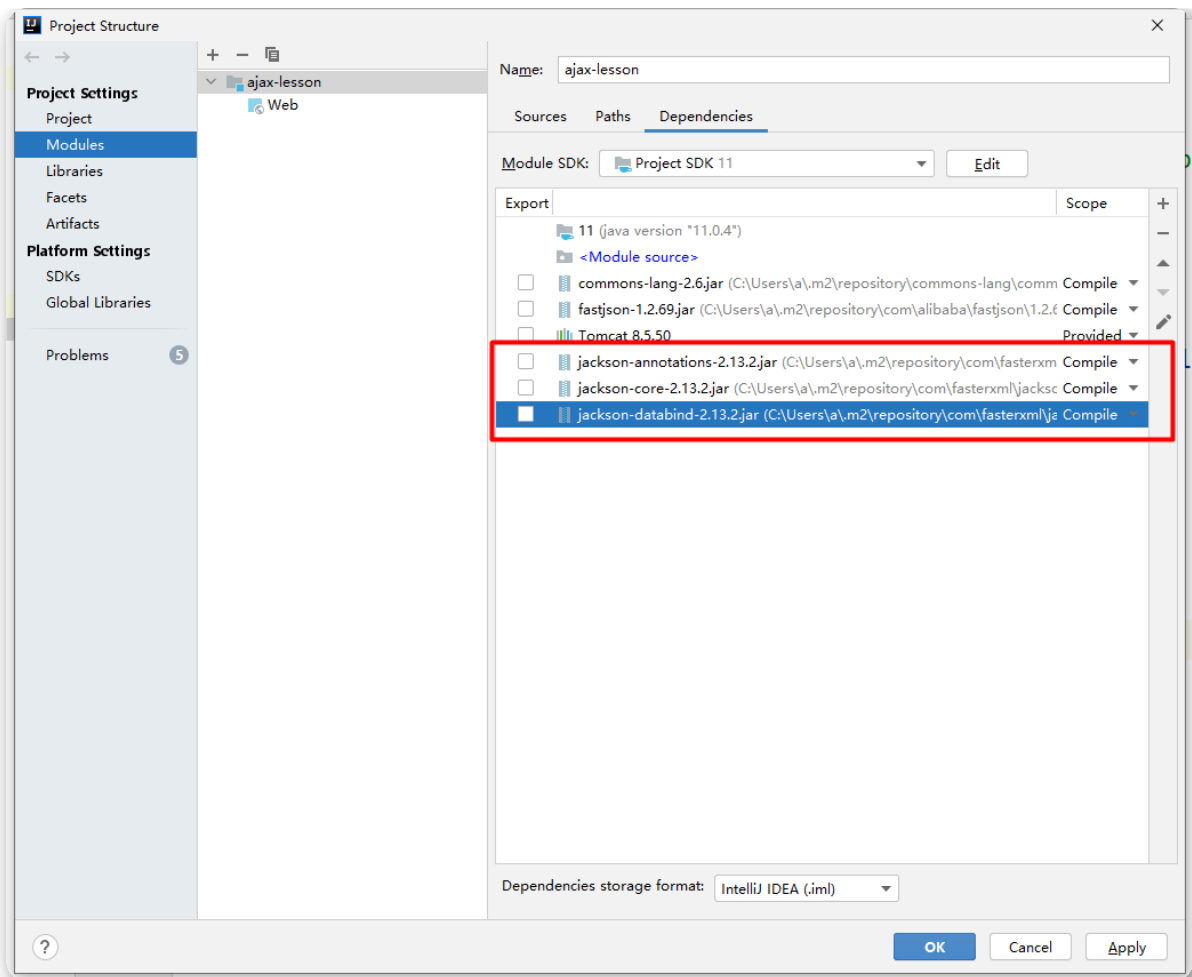 Project Structure
Project Settings
Project
Modules
Libraries
Facets
Artifacts
Platform Settings
SDKs
Global Libraries
Problems 5
ajax-lesson
Web
Name: ajax-lesson
Sources Paths Dependencies
Module SDK: Project SDK 11 Edit
Export Scope
11 (java version "11.0.4")
<Module source>
commons-lang-2.6.jar (C:\Users\a\.m2\repository\commons-lang\comm Compile
fastjson-1.2.69.jar (C:\Users\a\.m2\repository\com\alibaba\fastjson\1.2.6 Compile
Tomcat 8.5.50 Provided
jackson-annotations-2.13.2.jar (C:\Users\a\.m2\repository\com\fasterxm Compile
jackson-core-2.13.2.jar (C:\Users\a\.m2\repository\com\fasterxml\jacksc Compile
jackson-databind-2.13.2.jar (C:\Users\a\.m2\repository\com\fasterxml\ja Compile
Dependencies storage format: IntelliJ IDEA (.iml)
? OK Cancel Apply